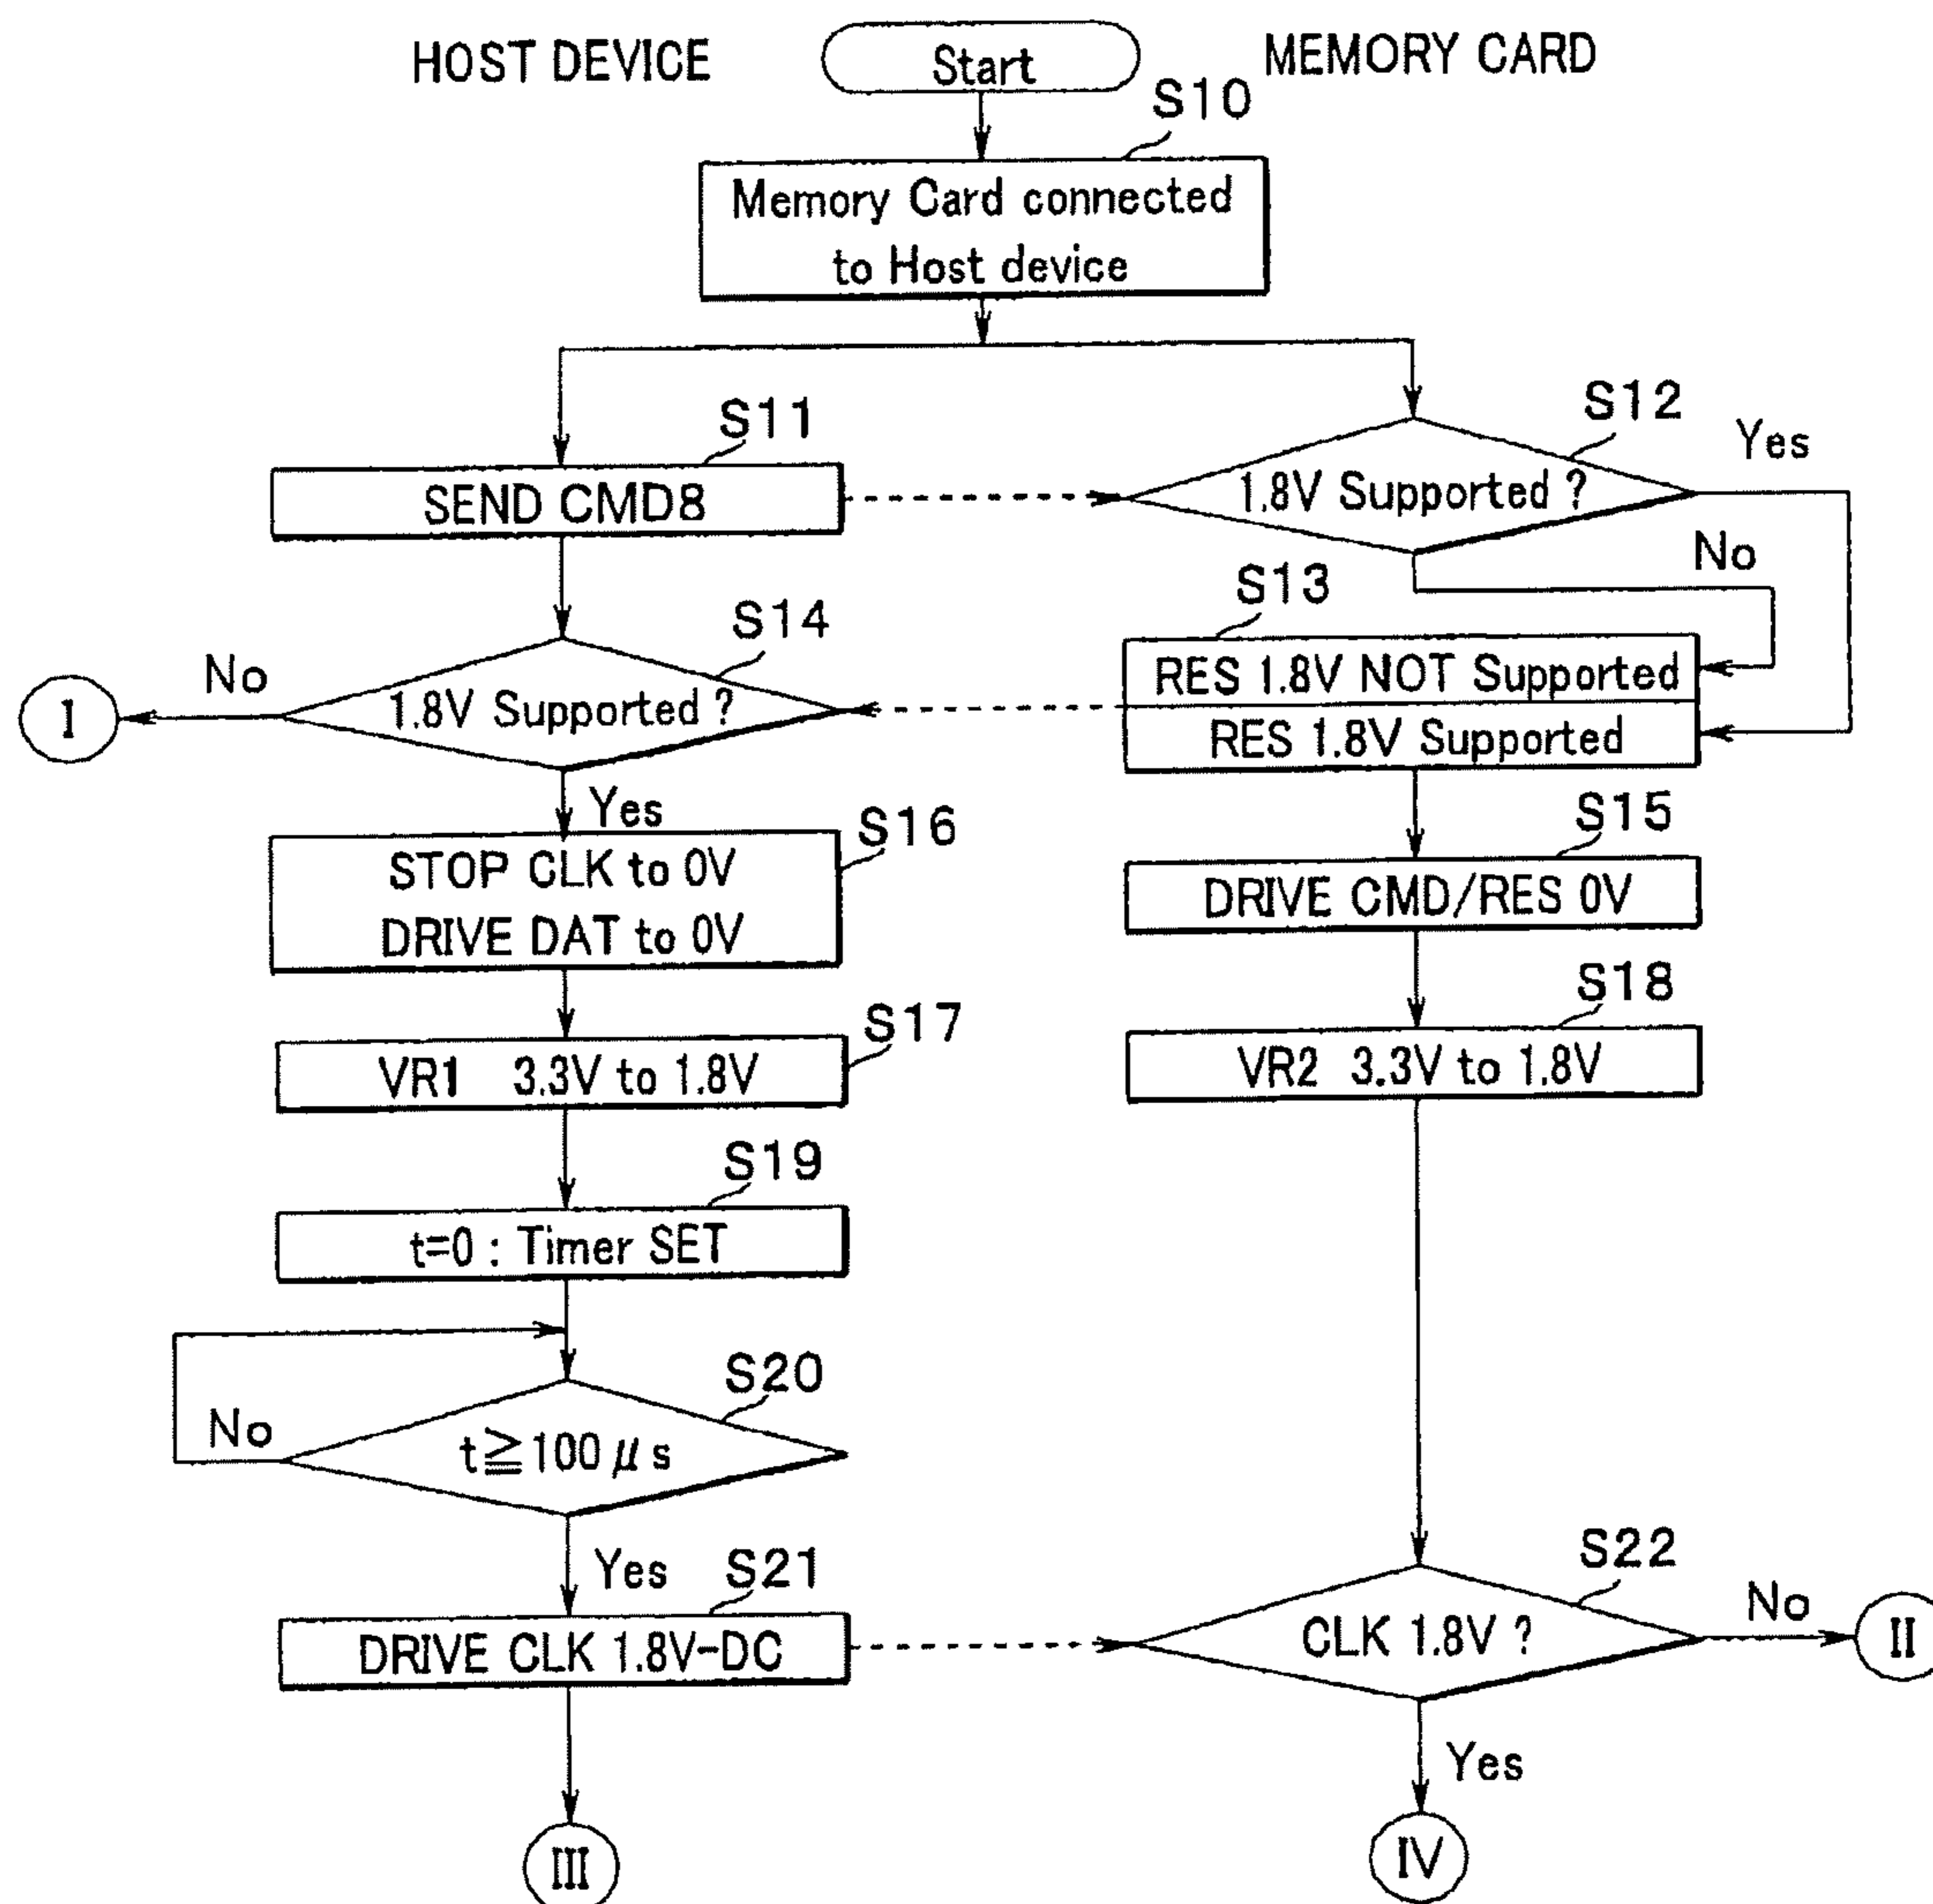 HOST DEVICE
Start
MEMORY CARD
S10
Memory Card connected
to Host device
S11
SEND CMD8
S12
1.8V Supported ?
Yes
No
S13
RES 1.8V NOT Supported
RES 1.8V Supported
S14
1.8V Supported ?
No
I
Yes
S15
DRIVE CMD/RES 0V
S16
STOP CLK to 0V
DRIVE DAT to 0V
S17
VR1 3.3V to 1.8V
S18
VR2 3.3V to 1.8V
S19
t=0 : Timer SET
S20
t≧100 μs
No
Yes
S21
DRIVE CLK 1.8V-DC
S22
CLK 1.8V ?
No
II
Yes
III
IV